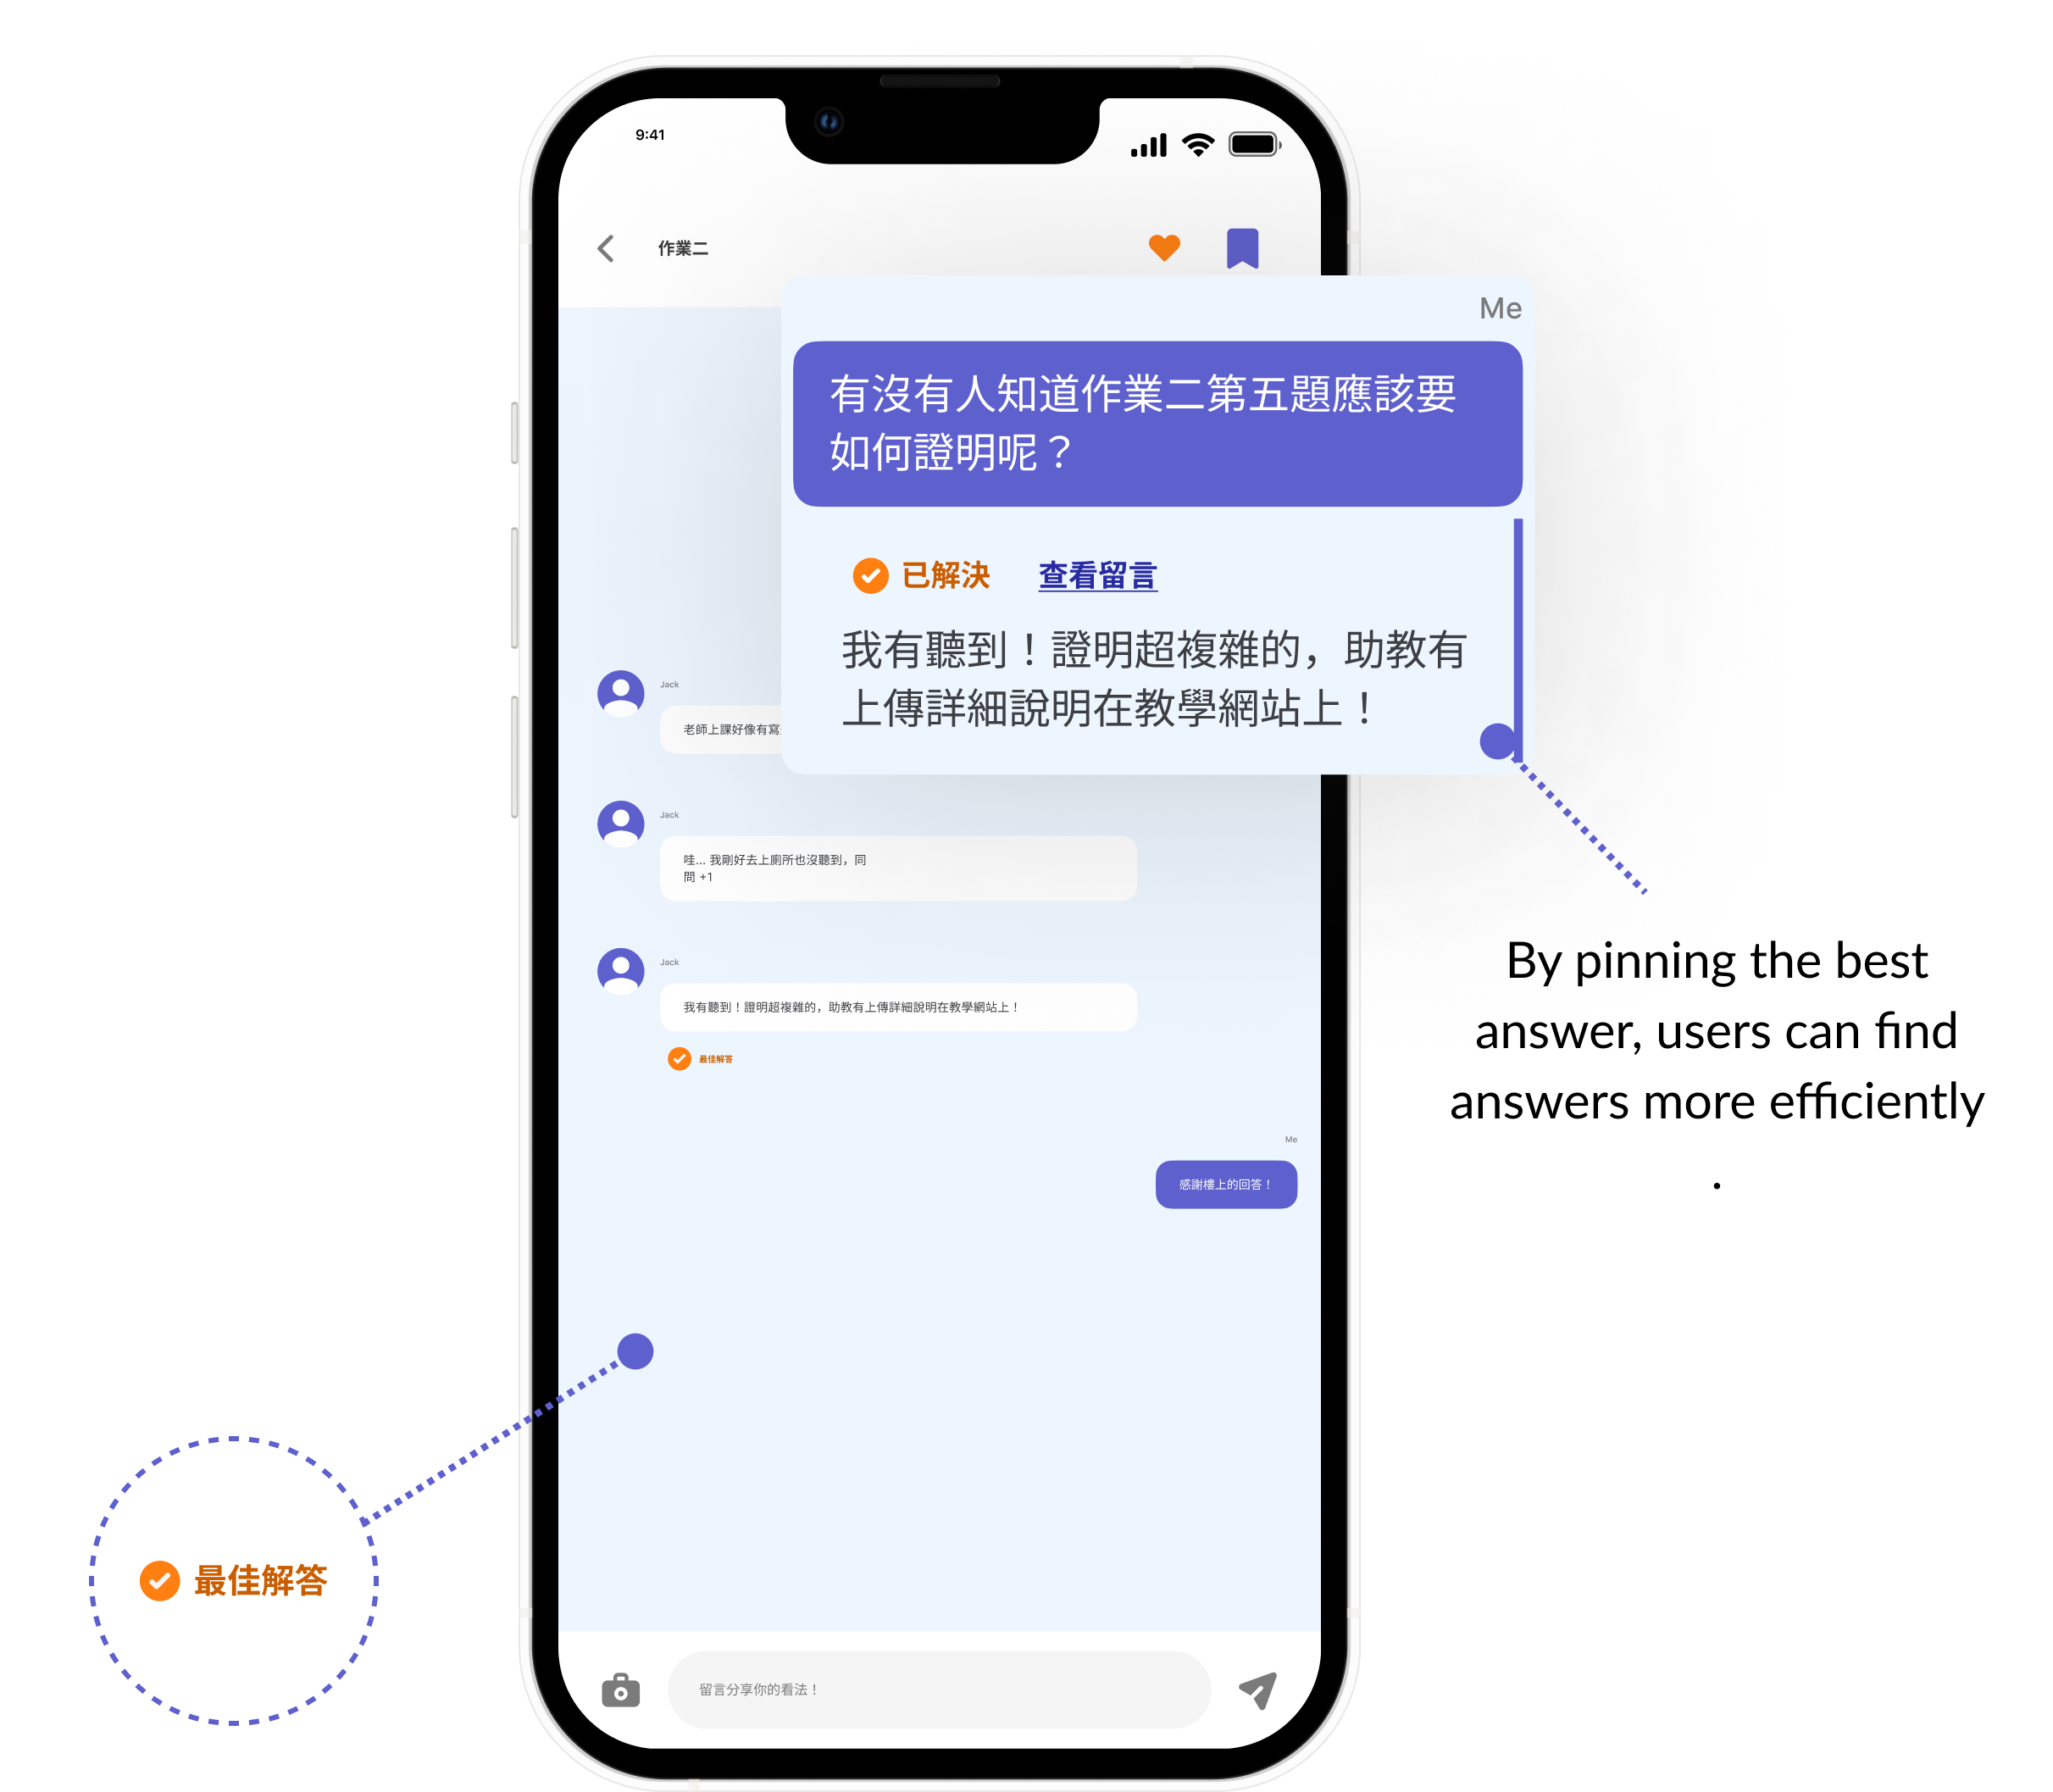 9:41
作業二
Me
有沒有人知道作業二第五題應該要
如何證明呢？
已解決 查看留言
我有聽到！證明超複雜的，助教有
上傳詳細說明在教學網站上！
Jack
老師上課好像有寫
Jack
哇... 我剛好去上廁所也沒聽到，同
問 +1
Jack
我有聽到！證明超複雜的，助教有上傳詳細說明在教學網站上！
最佳解答
Me
感謝樓上的回答！
By pinning the best
answer, users can find
answers more efficiently
.
最佳解答
留言分享你的看法！